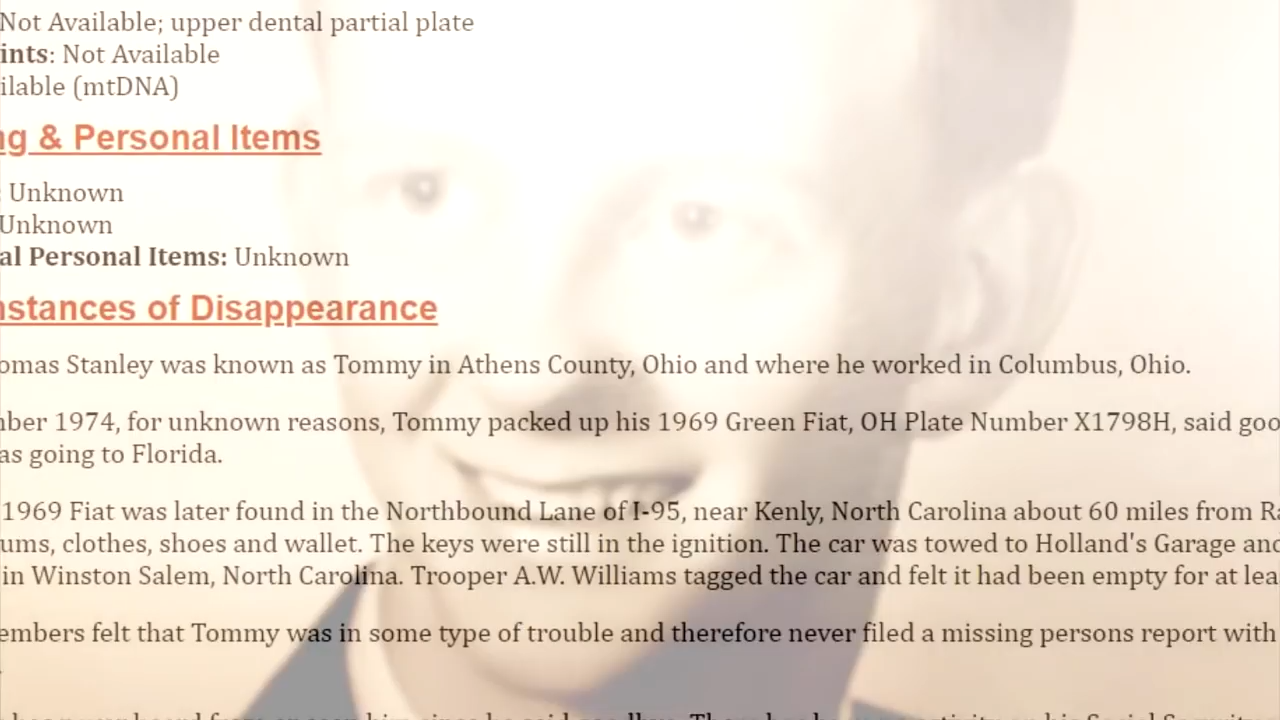 Not Available; upper dental partial plate
ints: Not Available
ilable (mtDNA)
ng & Personal Items
: Unknown
Unknown
al Personal Items: Unknown
nstances of Disappearance
omas Stanley was known as Tommy in Athens County, Ohio and where he worked in Columbus, Ohio.
nber 1974, for unknown reasons, Tommy packed up his 1969 Green Fiat, OH Plate Number X1798H, said goo
as going to Florida.
1969 Fiat was later found in the Northbound Lane of I-95, near Kenly, North Carolina about 60 miles from Ra
ums, clothes, shoes and wallet. The keys were still in the ignition. The car was towed to Holland's Garage and
in Winston Salem, North Carolina. Trooper A.W. Williams tagged the car and felt it had been empty for at lea
embers felt that Tommy was in some type of trouble and therefore never filed a missing persons report with